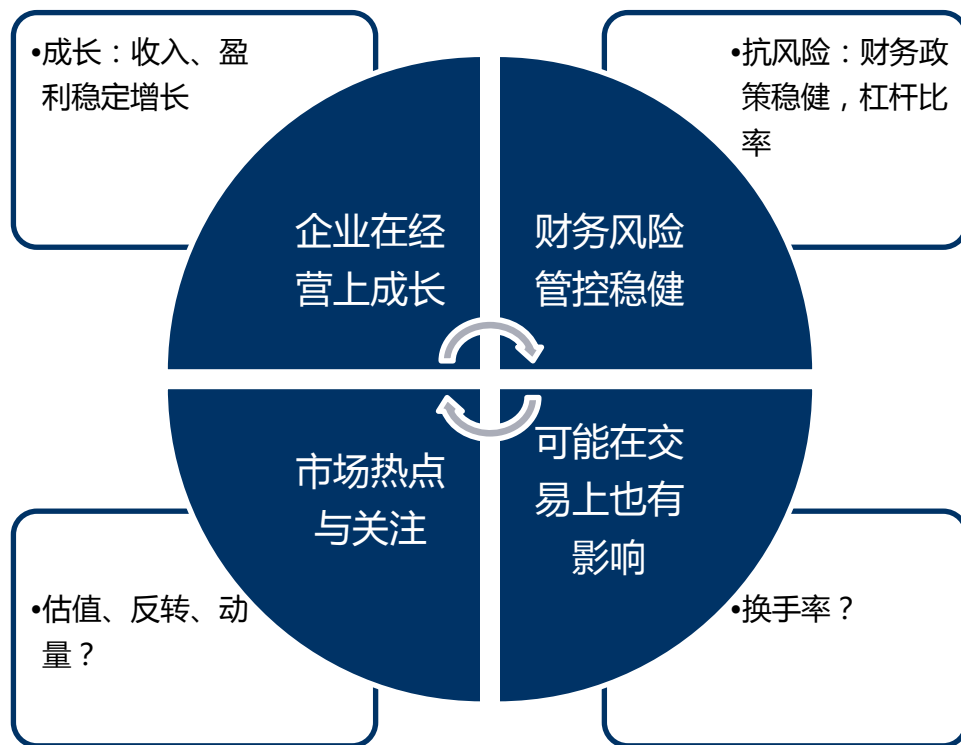 •成长：收入、盈
利稳定增长
•抗风险：财务政
策稳健，杠杆比
率
企业在经
营上成长
财务风险
管控稳健
市场热点
与关注
可能在交
易上也有
影响
•估值、反转、动
量？
•换手率？